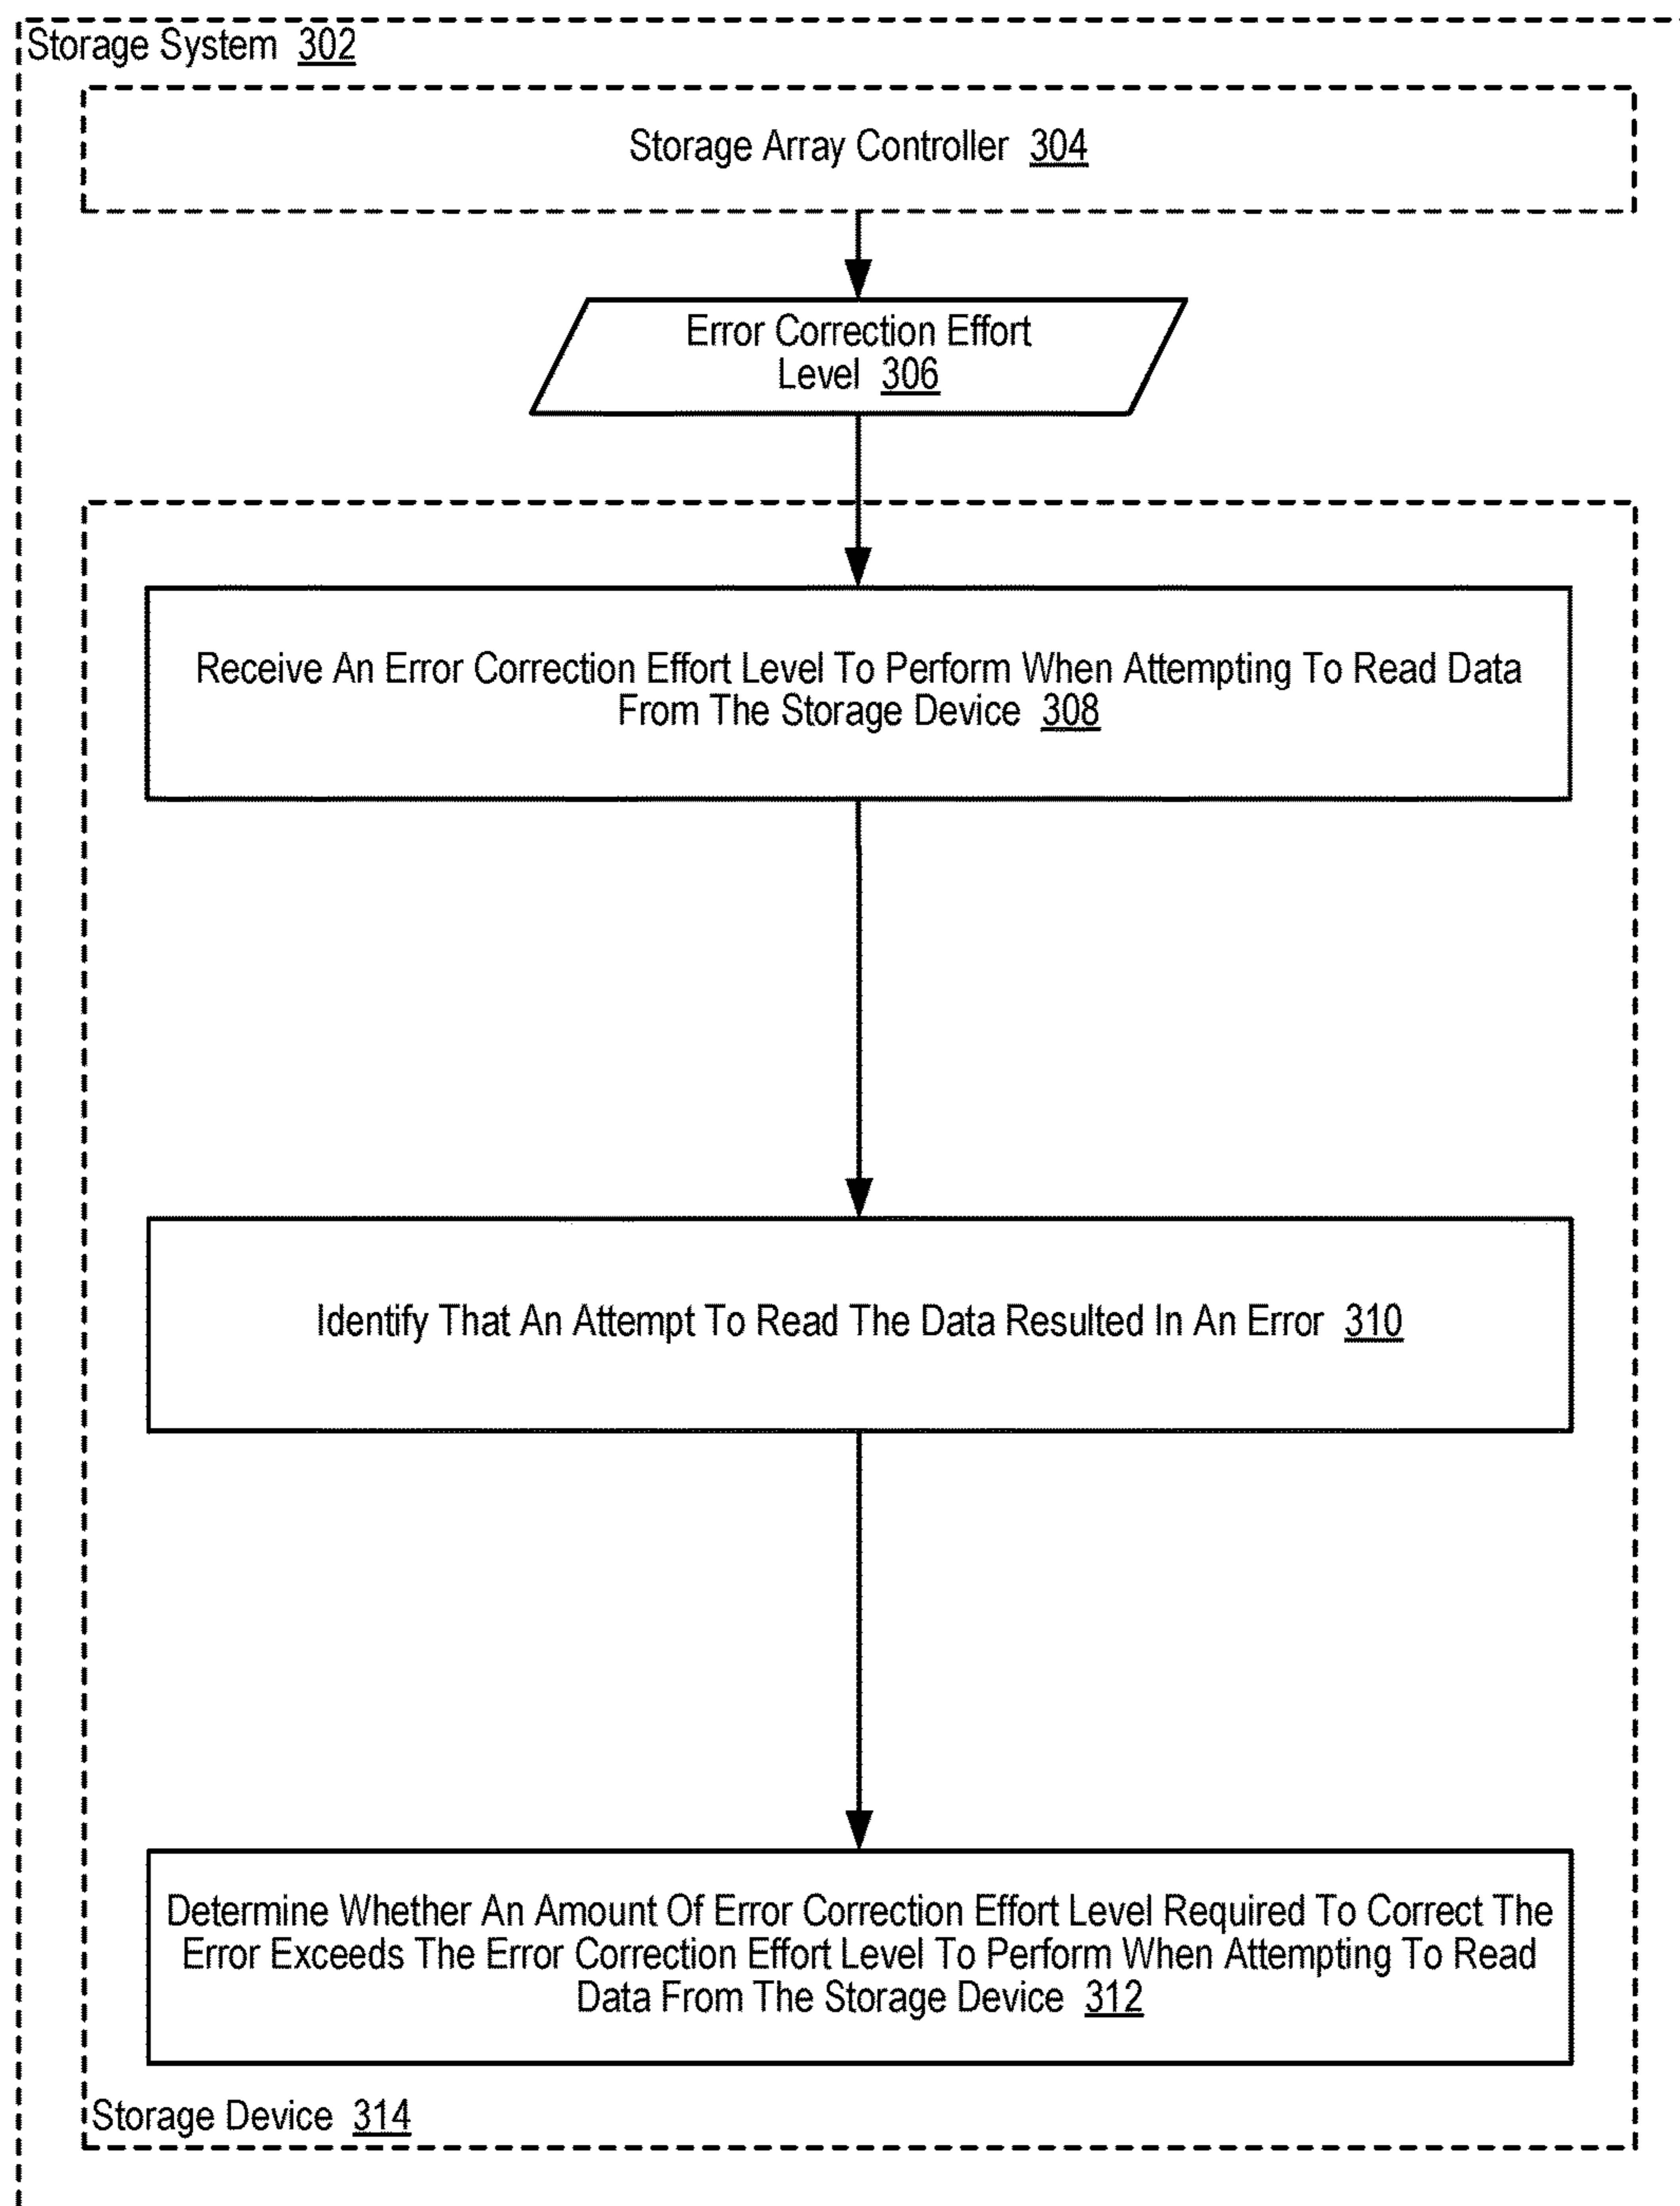 Storage System 302
Storage Array Controller 304
Error Correction Effort
Level 306
Receive An Error Correction Effort Level To Perform When Attempting To Read Data
From The Storage Device 308
Identify That An Attempt To Read The Data Resulted In An Error 310
Determine Whether An Amount Of Error Correction Effort Level Required To Correct The
Error Exceeds The Error Correction Effort Level To Perform When Attempting To Read
Data From The Storage Device 312
Storage Device 314